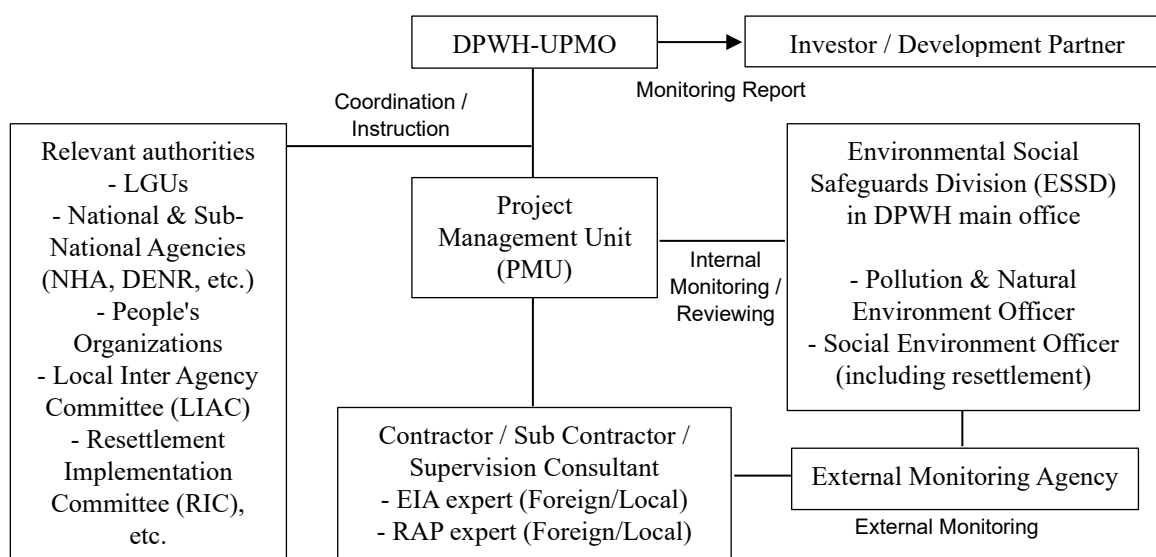 DPWH-UPMO
Investor / Development Partner
Monitoring Report
Coordination /
Instruction
Relevant authorities
- LGUs
- National & Sub-
National Agencies
(NHA, DENR, etc.)
- People's
Organizations
- Local Inter Agency
Committee (LIAC)
- Resettlement
Implementation
Committee (RIC),
etc.
Project
Management Unit
(PMU)
Internal
Monitoring /
Reviewing
Environmental Social
Safeguards Division (ESSD)
in DPWH main office
- Pollution & Natural
Environment Officer
- Social Environment Officer
(including resettlement)
Contractor / Sub Contractor /
Supervision Consultant
- EIA expert (Foreign/Local)
- RAP expert (Foreign/Local)
External Monitoring Agency
External Monitoring